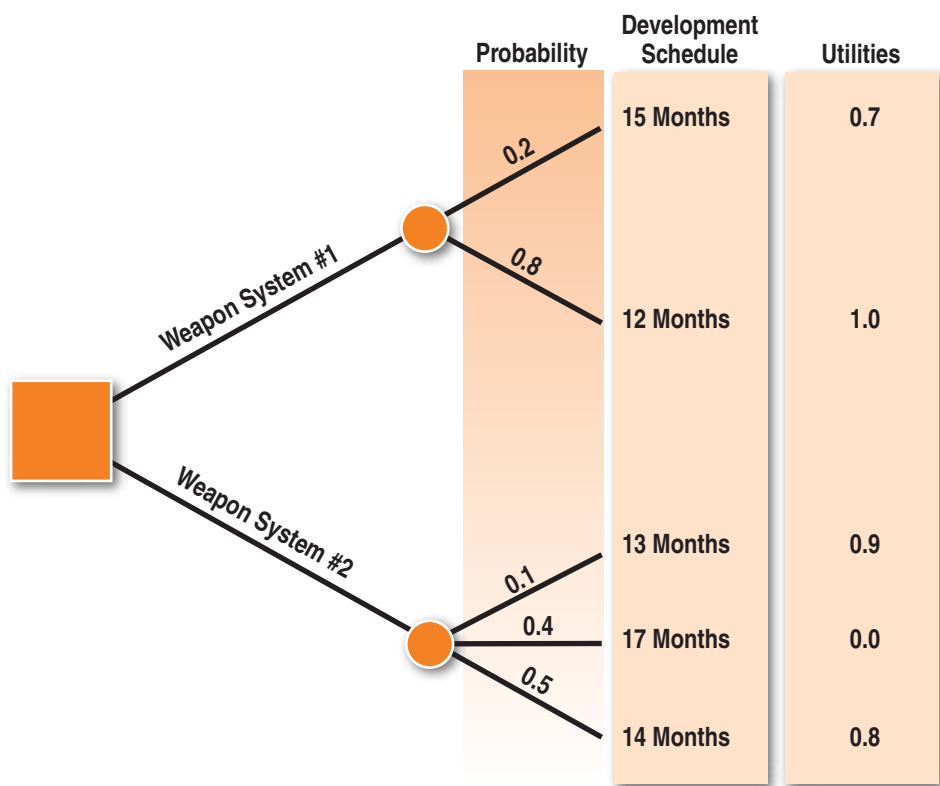 Probability
Development
Schedule
Utilities
Weapon System #1
0.2
15 Months
0.7
0.8
12 Months
1.0
Weapon System #2
0.1
13 Months
0.9
0.4
17 Months
0.0
0.5
14 Months
0.8